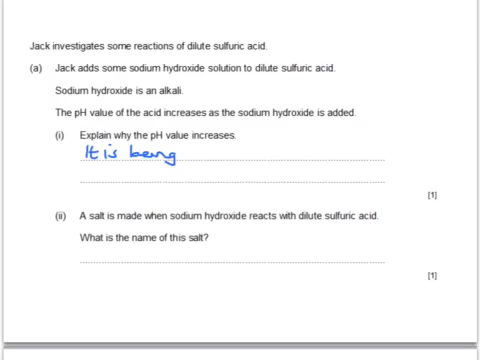 Jack investigates some reactions of dilute sulfuric acid.
(a) Jack adds some sodium hydroxide solution to dilute sulfuric acid.
Sodium hydroxide is an alkali.
The pH value of the acid increases as the sodium hydroxide is added.
(i) Explain why the pH value increases.
It is being
[1]
(ii) A salt is made when sodium hydroxide reacts with dilute sulfuric acid.
What is the name of this salt?
[1]